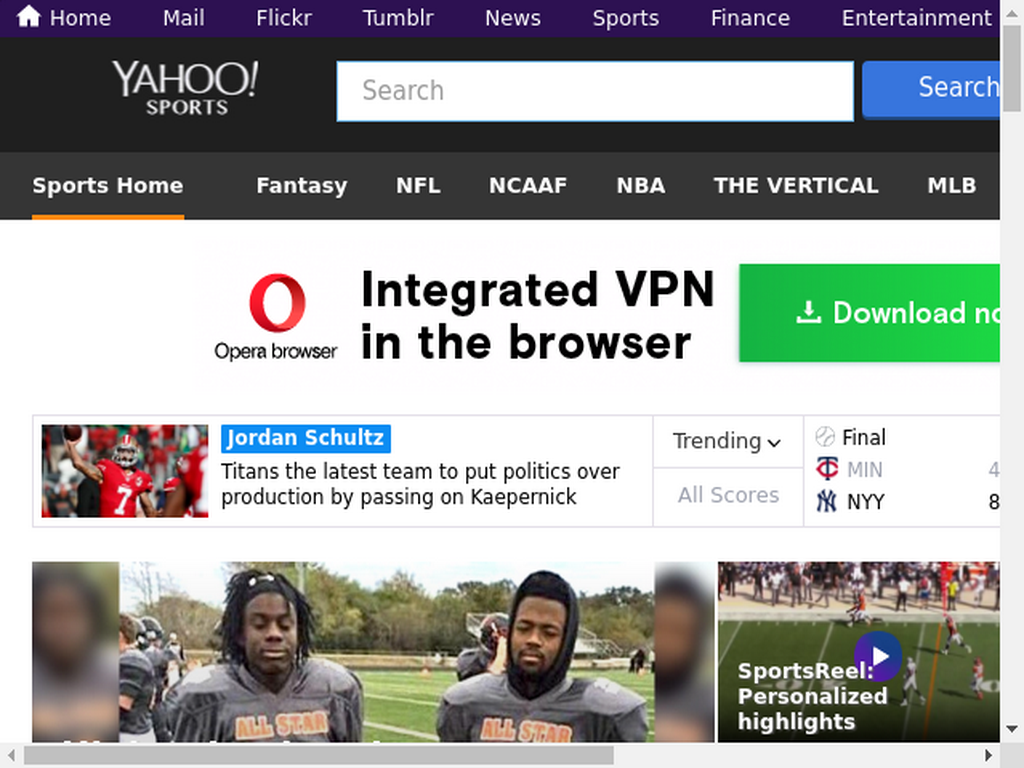 Home Mail Flickr Tumblr News Sports Finance Entertainment
YAHOO!
SPORTS
Search
Search
Sports Home Fantasy NFL NCAAF NBA THE VERTICAL MLB
Integrated VPN
in the browser
Opera browser
Download
Jordan Schultz
Titans the latest team to put politics over
production by passing on Kaepernick
Trending
All Scores
Final
MIN 4
NYY 8
7
ALL STAR
ALL STAR
SportsReel:
Personalized
highlights